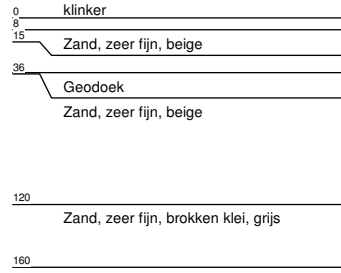 0 klinker
8
15 Zand, zeer fijn, beige
36
Geodoek
Zand, zeer fijn, beige
120
Zand, zeer fijn, brokken klei, grijs
160